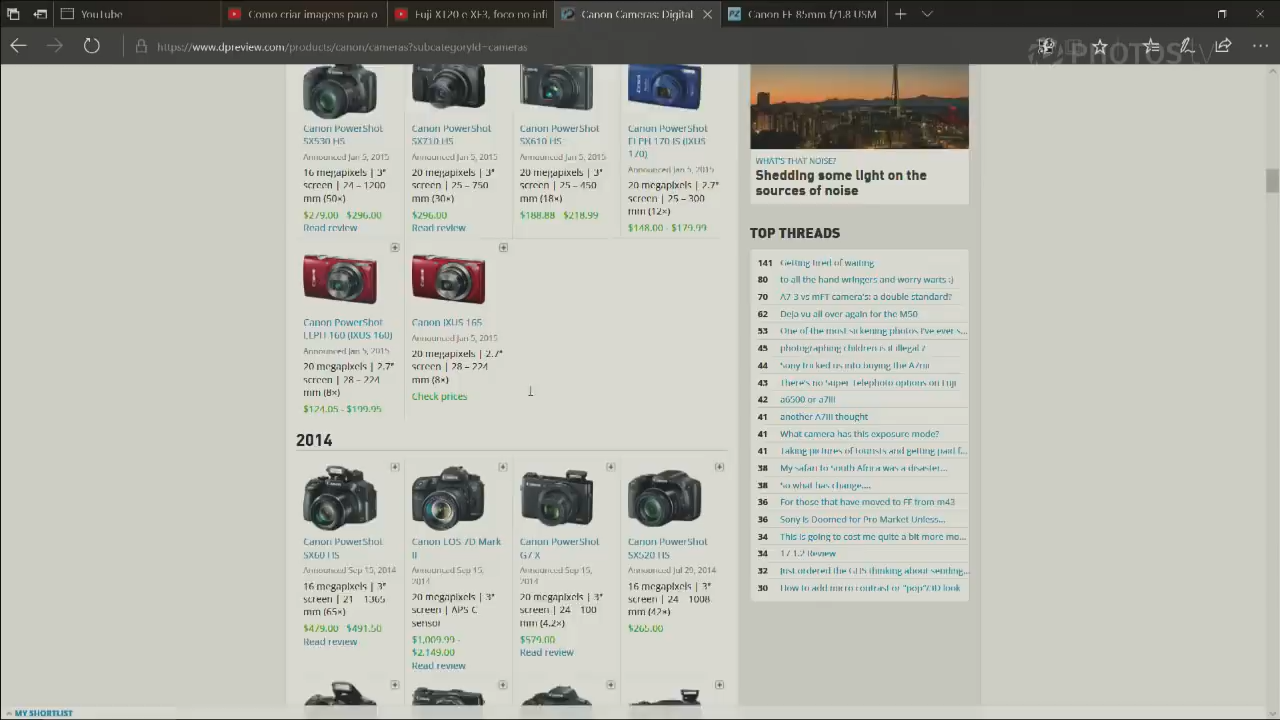 YouTube
Como criar imagens para o
Fuji XT20 e XF3, foco no infi
Canon Cameras: Digital
Canon FF 85mm f/1.8 USM
https://www.dpreview.com/products/canon/cameras?subcategoryId=cameras
PHOTOS TV
Canon PowerShot
SX530 HS
Announced Jan 5, 2015
16 megapixels | 3"
screen | 24 – 1200
mm (50×)
$279.00 - $296.00
Read review
Canon PowerShot
SX710 HS
Announced Jan 5, 2015
20 megapixels | 3"
screen | 25 – 750
mm (30×)
$296.00
Read review
Canon PowerShot
SX610 HS
Announced Jan 5, 2015
20 megapixels | 3"
screen | 25 – 450
mm (18×)
$188.88 - $218.99
Canon PowerShot
ELPH 170 IS (IXUS
170)
Announced Jan 5, 2015
20 megapixels | 2.7"
screen | 25 – 300
mm (12×)
$148.00 - $179.99
Canon PowerShot
ELPH 160 (IXUS 160)
Announced Jan 5, 2015
20 megapixels | 2.7"
screen | 28 – 224
mm (8×)
$124.05 - $199.95
Canon IXUS 165
Announced Jan 5, 2015
20 megapixels | 2.7"
screen | 28 – 224
mm (8×)
Check prices
2014
Canon PowerShot
SX60 HS
Announced Sep 15, 2014
16 megapixels | 3"
screen | 21 – 1365
mm (65×)
$479.00 - $491.50
Read review
Canon EOS 7D Mark
II
Announced Sep 15,
2014
20 megapixels | 3"
screen | APS-C
sensor
$1,009.99 -
$2,149.00
Read review
Canon PowerShot
G7 X
Announced Sep 15,
2014
20 megapixels | 3"
screen | 24 – 100
mm (4.2×)
$579.00
Read review
Canon PowerShot
SX520 HS
Announced Jul 29, 2014
16 megapixels | 3"
screen | 24 – 1008
mm (42×)
$265.00
WHAT'S THAT NOISE?
Shedding some light on the
sources of noise
TOP THREADS
141 Getting tired of waiting
80 to all the hand wringers and worry warts :)
70 A7 3 vs mFT camera's: a double standard?
62 Deja vu all over again for the M50
53 One of the most sickening photos I've ever s...
45 photographing children is it illegal ?
44 Sony tricked us into buying the A7riii
43 There's no Super Telephoto options on Fuji
42 a6500 or a7III
41 another A7III thought
41 What camera has this exposure mode?
41 Taking pictures of tourists and getting paid f...
38 My safari to South Africa was a disaster...
38 So what has change....
36 For those that have moved to FF from m43
36 Sony Is Doomed for Pro Market Unless...
34 This is going to cost me quite a bit more mo...
34 17 1.2 Review
32 Just ordered the GH5 thinking about sending...
30 How to add micro contrast or "pop"/3D look
MY SHORTLIST